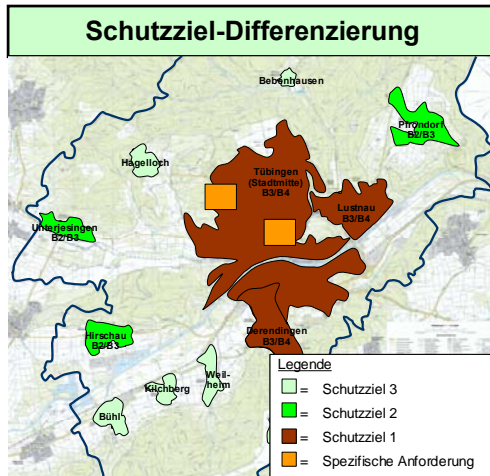 Schutzziel-Differenzierung
Bebenhausen
Pfrondorf
B2/B3
Hagelloch
Tübingen
(Stadtmitte)
B3/B4
Lustnau
B3/B4
Unterjesingen
B2/B3
Hirschau
B2/B3
Derendingen
B3/B4
Weil-
heim
Kilchberg
Bühl
Legende
= Schutzziel 3
= Schutzziel 2
= Schutzziel 1
= Spezifische Anforderung